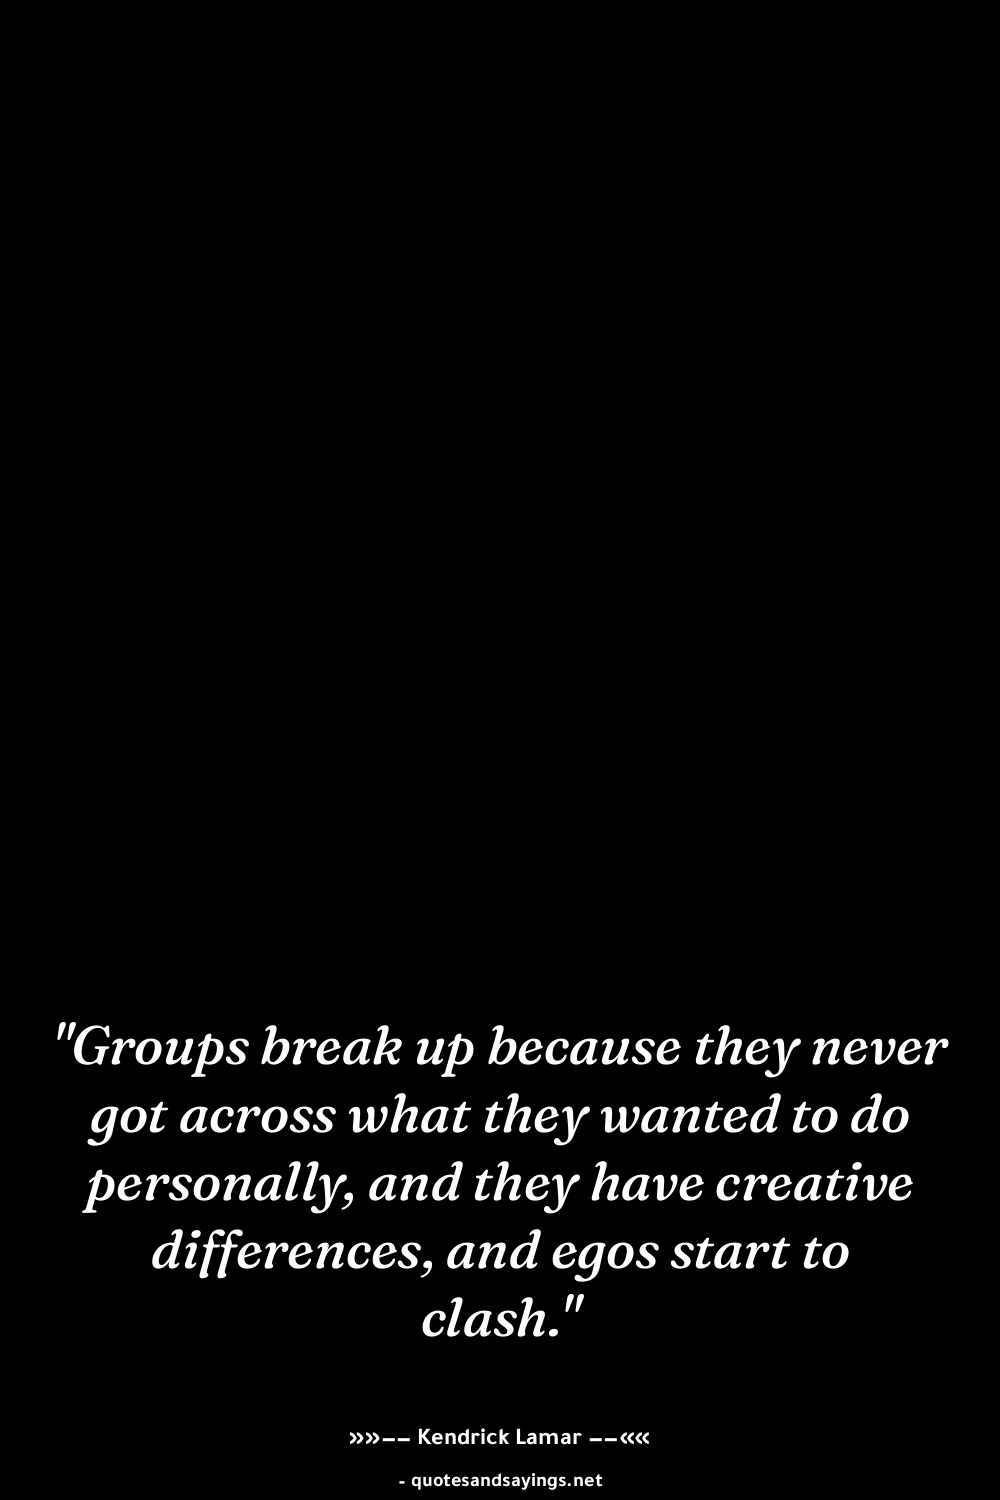 "Groups break up because they never
got across what they wanted to do
personally, and they have creative
differences, and egos start to
clash."
»»–– Kendrick Lamar ––««
- quotesandsayings.net